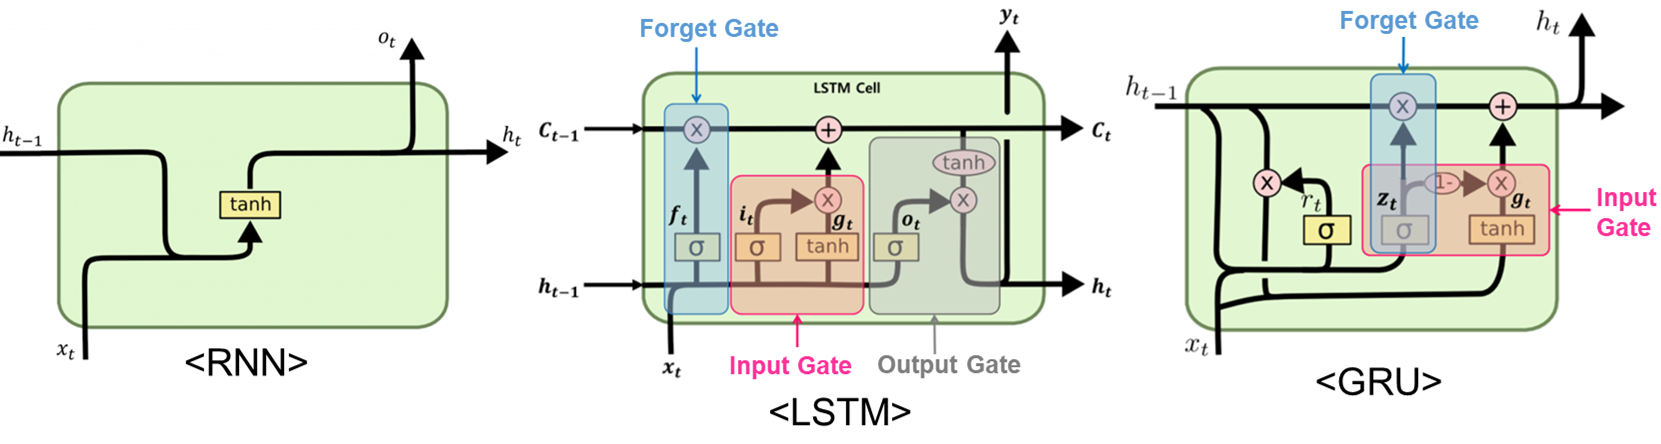 o_t
h_{t-1}
h_t
tanh
x_t
<RNN>
Forget Gate
y_t
LSTM Cell
C_{t-1}
x
+
C_t
tanh
f_t
i_t
x
g_t
o_t
x
σ
σ
tanh
σ
h_{t-1}
h_t
x_t
Input Gate
Output Gate
<LSTM>
Forget Gate
h_t
h_{t-1}
x
+
x
r_t
z_t
1-
x
g_t
σ
σ
tanh
Input
Gate
x_t
<GRU>